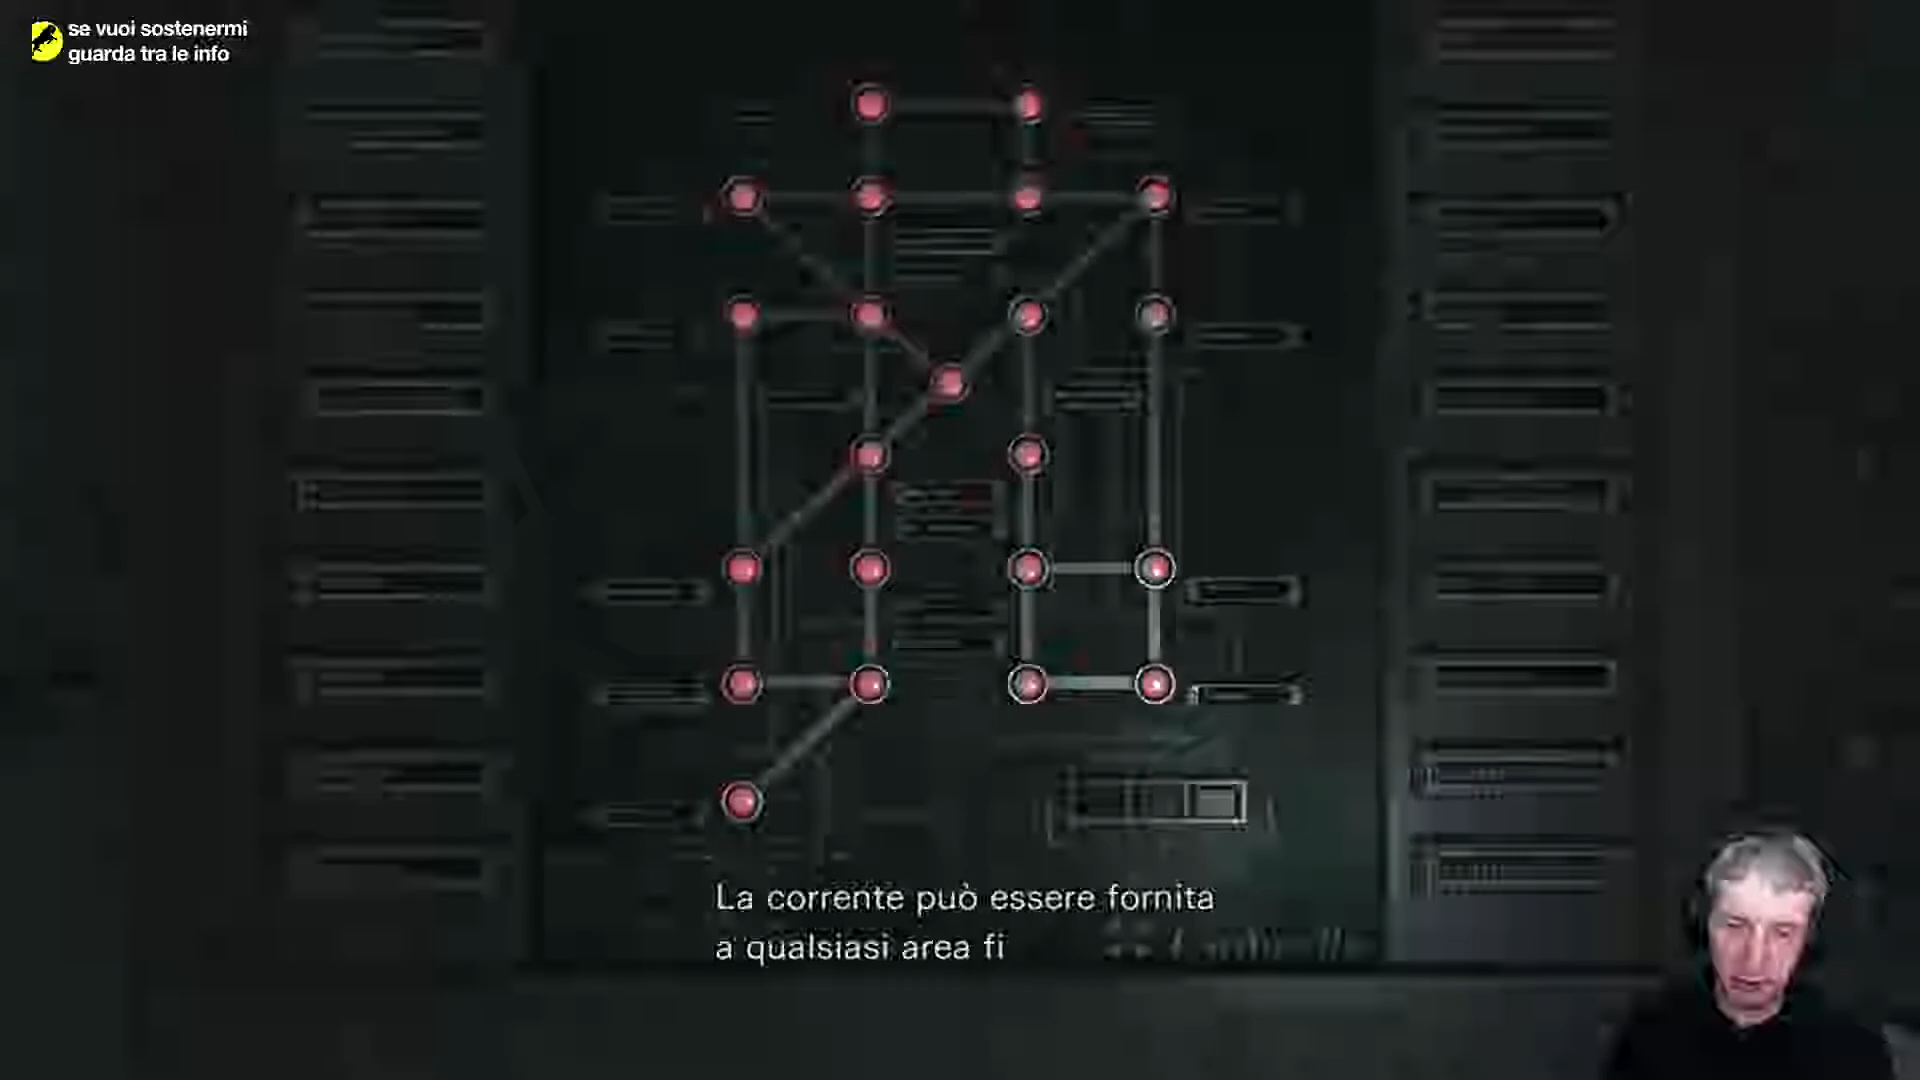 se vuoi sostenermi
guarda tra le info
La corrente può essere fornita
a qualsiasi area fi